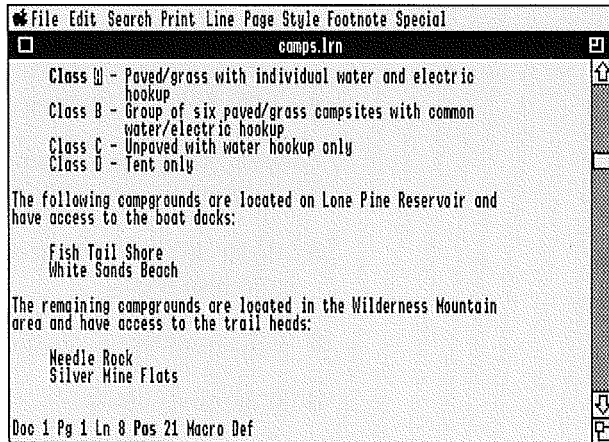 File Edit Search Print Line Page Style Footnote Special
camps.lrn
Class A - Paved/grass with individual water and electric
hookup
Class B - Group of six paved/grass campsites with common
water/electric hookup
Class C - Unpaved with water hookup only
Class D - Tent only
The following campgrounds are located on Lone Pine Reservoir and
have access to the boat docks:
Fish Tail Shore
White Sands Beach
The remaining campgrounds are located in the Wilderness Mountain
area and have access to the trail heads:
Needle Rock
Silver Mine Flats
Doc 1 Pg 1 Ln 8 Pos 21 Macro Def